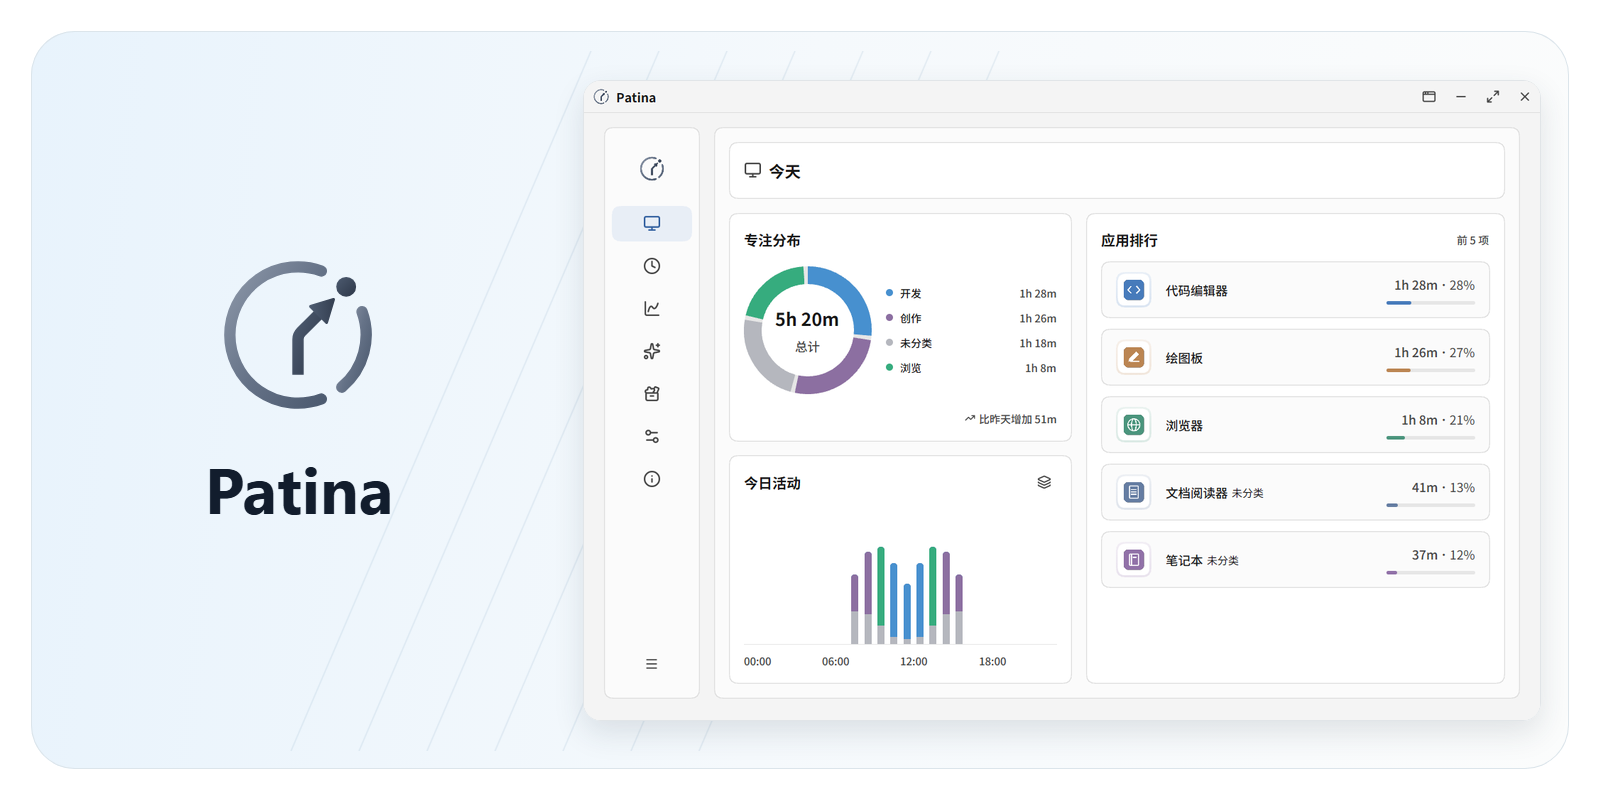 Patina
Patina
今天
专注分布
5h 20m
总计
开发 1h 28m
创作 1h 26m
未分类 1h 18m
浏览 1h 8m
比昨天增加 51m
今日活动
00:00 06:00 12:00 18:00
应用排行 前 5 项
代码编辑器 1h 28m · 28%
绘图板 1h 26m · 27%
浏览器 1h 8m · 21%
文档阅读器 未分类 41m · 13%
笔记本 未分类 37m · 12%